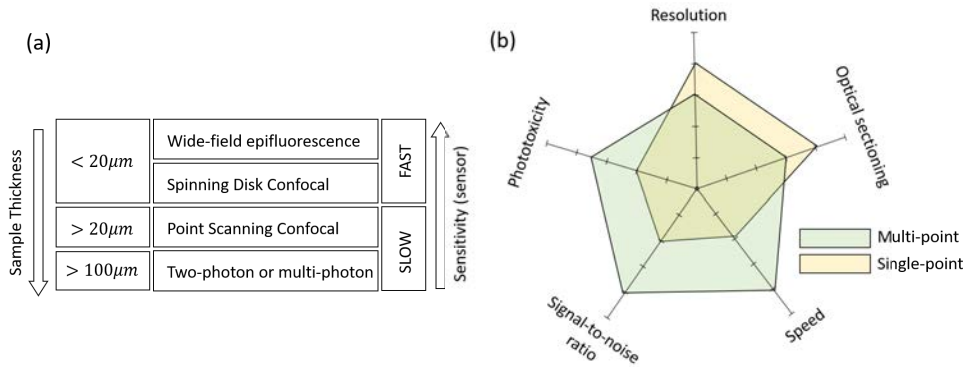 (a)
Sample Thickness
< 20μm
Wide-field epifluorescence
Spinning Disk Confocal
FAST
> 20μm
Point Scanning Confocal
> 100μm
Two-photon or multi-photon
SLOW
Sensitivity (sensor)
(b)
Resolution
Optical sectioning
Phototoxicity
Multi-point
Single-point
Signal-to-noise
ratio
Speed